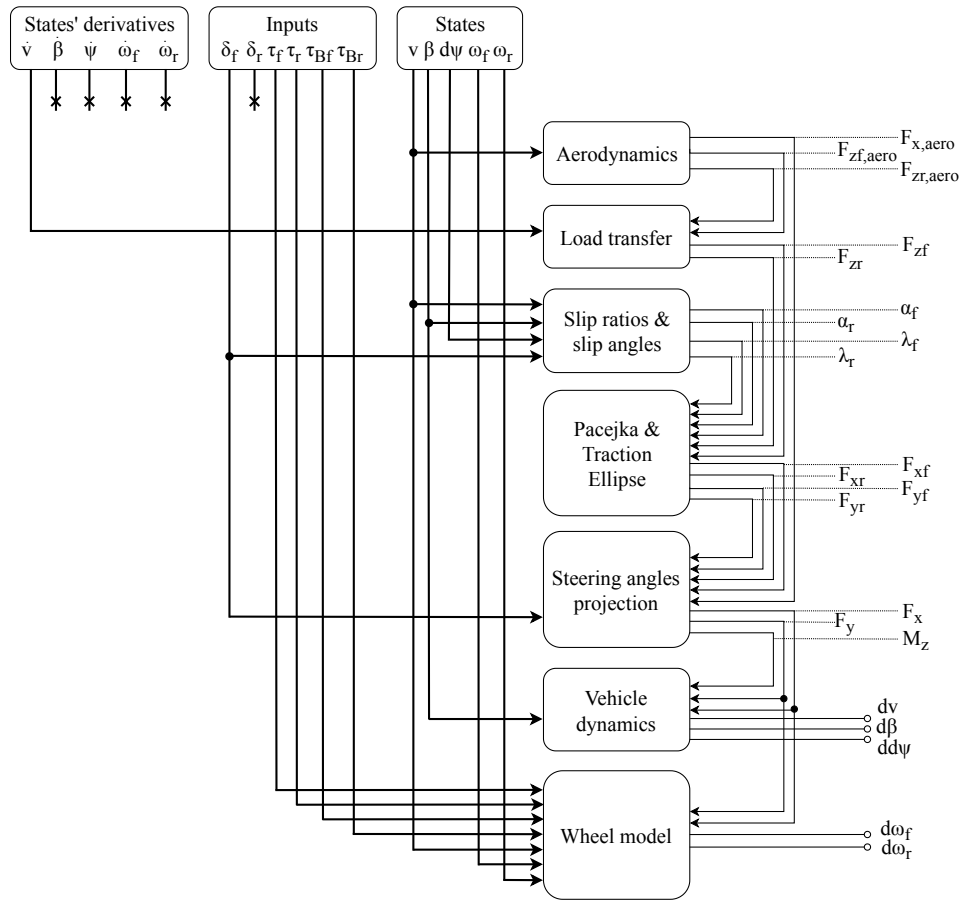 States' derivatives
v̇ β̇ ψ̇ ω̇f ω̇r
Inputs
δf δr τf τr τBf τBr
States
v β dψ ωf ωr
Aerodynamics
Fx,aero
Fzf,aero
Fzr,aero
Load transfer
Fzf
Fzr
Slip ratios &
slip angles
αf
αr
λf
λr
Pacejka &
Traction
Ellipse
Fxf
Fxr
Fyf
Fyr
Steering angles
projection
Fx
Fy
Mz
Vehicle
dynamics
dv
dβ
ddψ
Wheel model
dωf
dωr